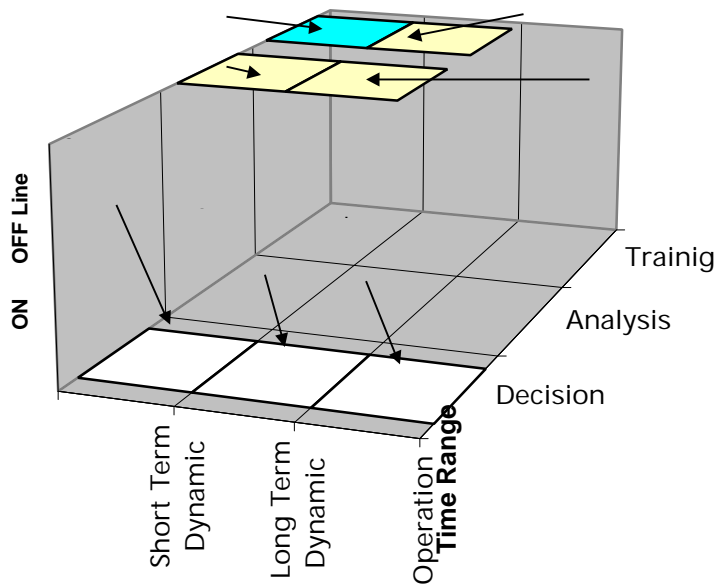 ON OFF Line
Trainig
Analysis
Decision
Short Term
Dynamic
Long Term
Dynamic
Operation
Time Range